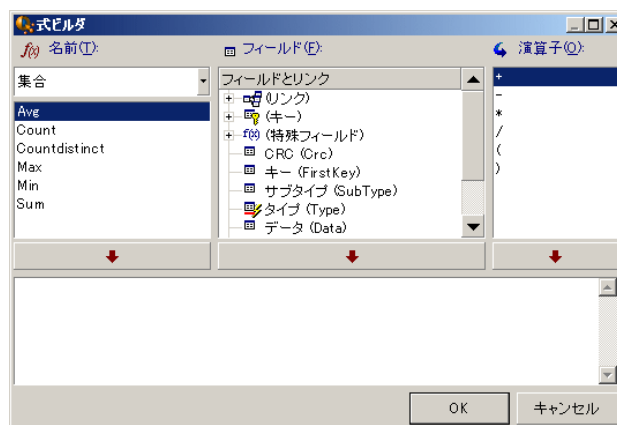 式ビルダ
名前(T):
フィールド(F):
演算子(O):
集合
Avg
Count
Countdistinct
Max
Min
Sum
フィールドとリンク
(リンク)
(キー)
(特殊フィールド)
CRC (Crc)
キー (FirstKey)
サブタイプ (SubType)
タイプ (Type)
データ (Data)
+
-
*
/
(
)
OK
キャンセル